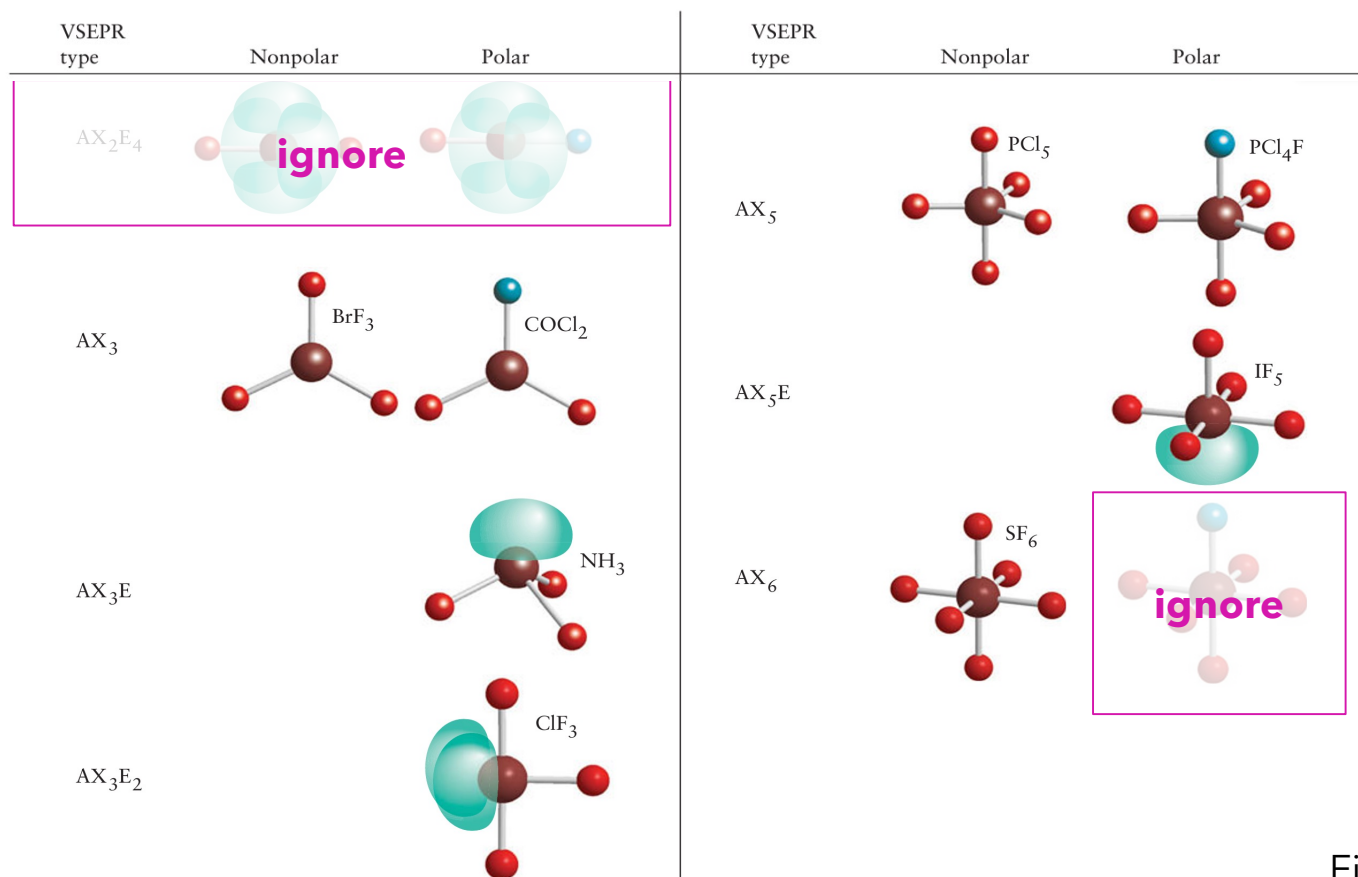 VSEPR
type Nonpolar Polar
AX₂E₄
ignore
AX₃
BrF₃
COCl₂
AX₃E
NH₃
AX₃E₂
ClF₃
VSEPR
type Nonpolar Polar
AX₅
PCl₅
PCl₄F
AX₅E
IF₅
AX₆
SF₆
ignore
Fi